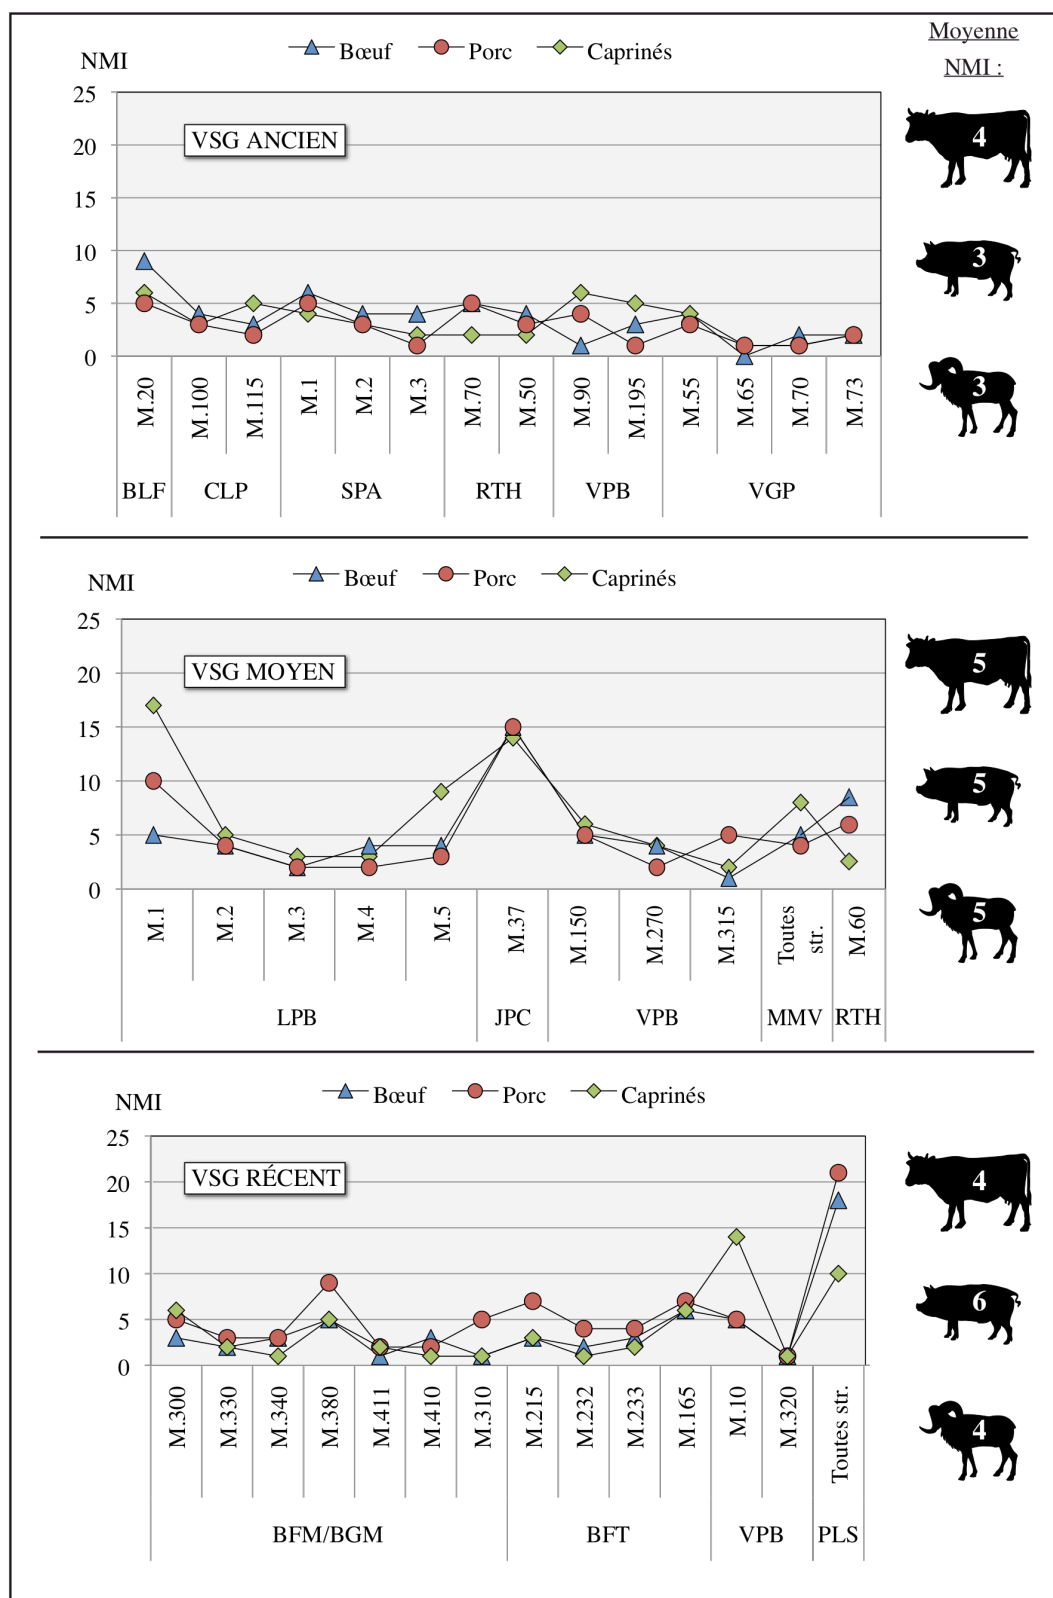 Moyenne
NMI :
NMI
Bœuf Porc Caprinés
VSG ANCIEN
25
20
15
10
5
0
M.20 M.100 M.115 M.1 M.2 M.3 M.70 M.50 M.90 M.195 M.55 M.65 M.70 M.73
BLF CLP SPA RTH VPB VGP
4
3
3
NMI
Bœuf Porc Caprinés
VSG MOYEN
25
20
15
10
5
0
M.1 M.2 M.3 M.4 M.5 M.37 M.150 M.270 M.315 Toutes str. M.60
LPB JPC VPB MMV RTH
5
5
5
NMI
Bœuf Porc Caprinés
VSG RÉCENT
25
20
15
10
5
0
M.300 M.330 M.340 M.380 M.411 M.410 M.310 M.215 M.232 M.233 M.165 M.10 M.320 Toutes str.
BFM/BGM BFT VPB PLS
4
6
4